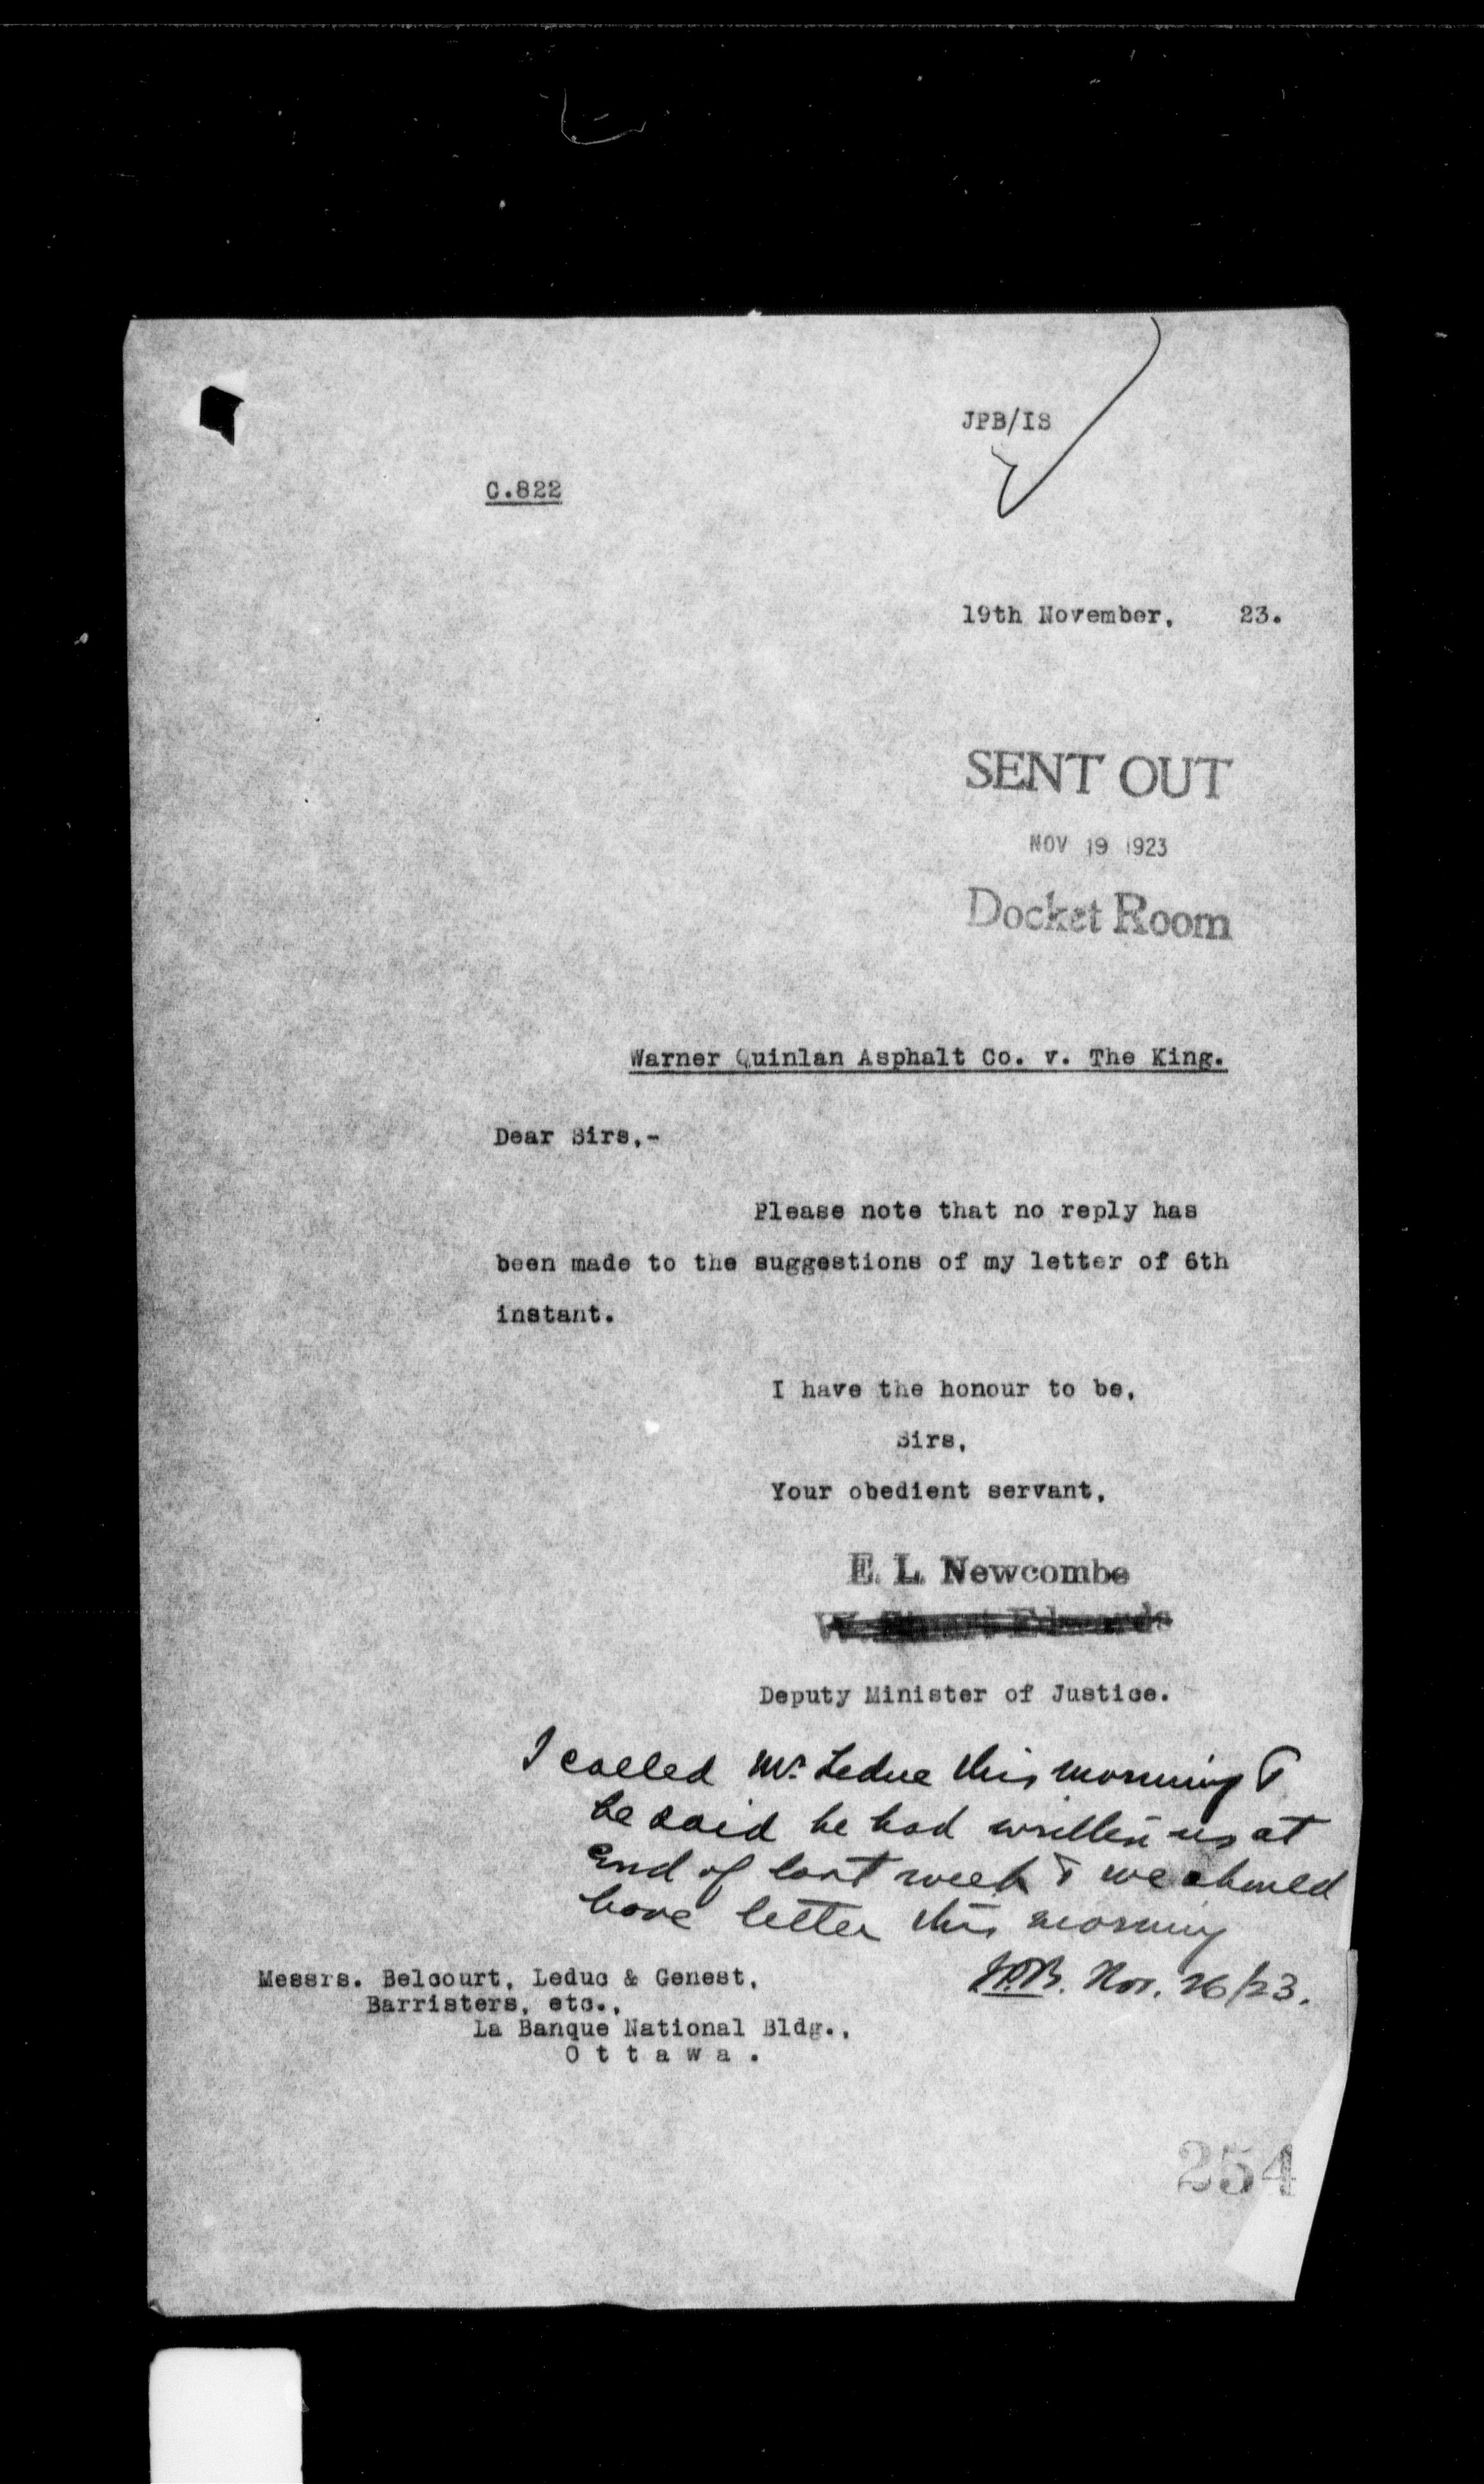 JPB/IS
C.822
19th November, 23.
SENT OUT
NOV 19 1923
Docket Room
Warner Quinlan Asphalt Co. v. The King.
Dear Sirs,-
Please note that no reply has
been made to the suggestions of my letter of 6th
instant.
I have the honour to be,
Sirs,
Your obedient servant,
E. L. Newcombe
W. Stuart Edwards
Deputy Minister of Justice.
I called Mr. Leduc this morning &
he said he had written us at
end of last week & we should
have letter this morning
J.P.B. Nov. 26/23.
Messrs. Belcourt, Leduc & Genest,
Barristers, etc.,
La Banque National Bldg.,
Ottawa.
254